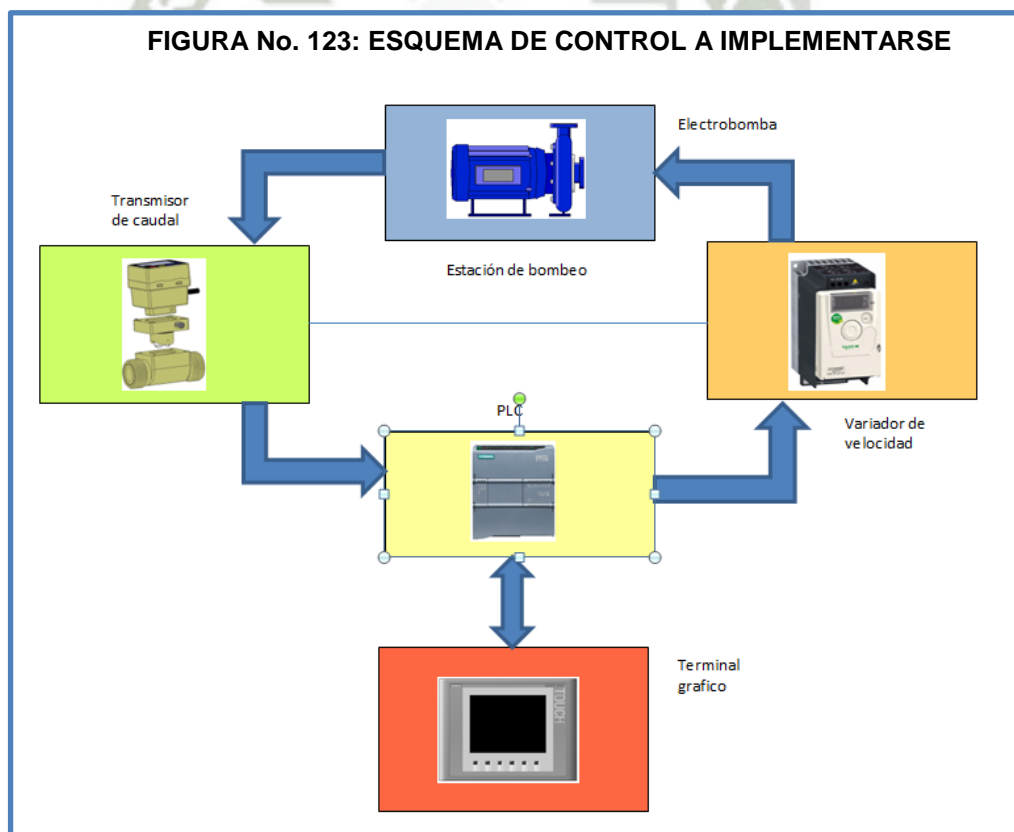 FIGURA No. 123: ESQUEMA DE CONTROL A IMPLEMENTARSE
Electrobomba
Transmisor
de caudal
Estación de bombeo
PLC
Variador de
velocidad
Terminal
grafico
TOUCH